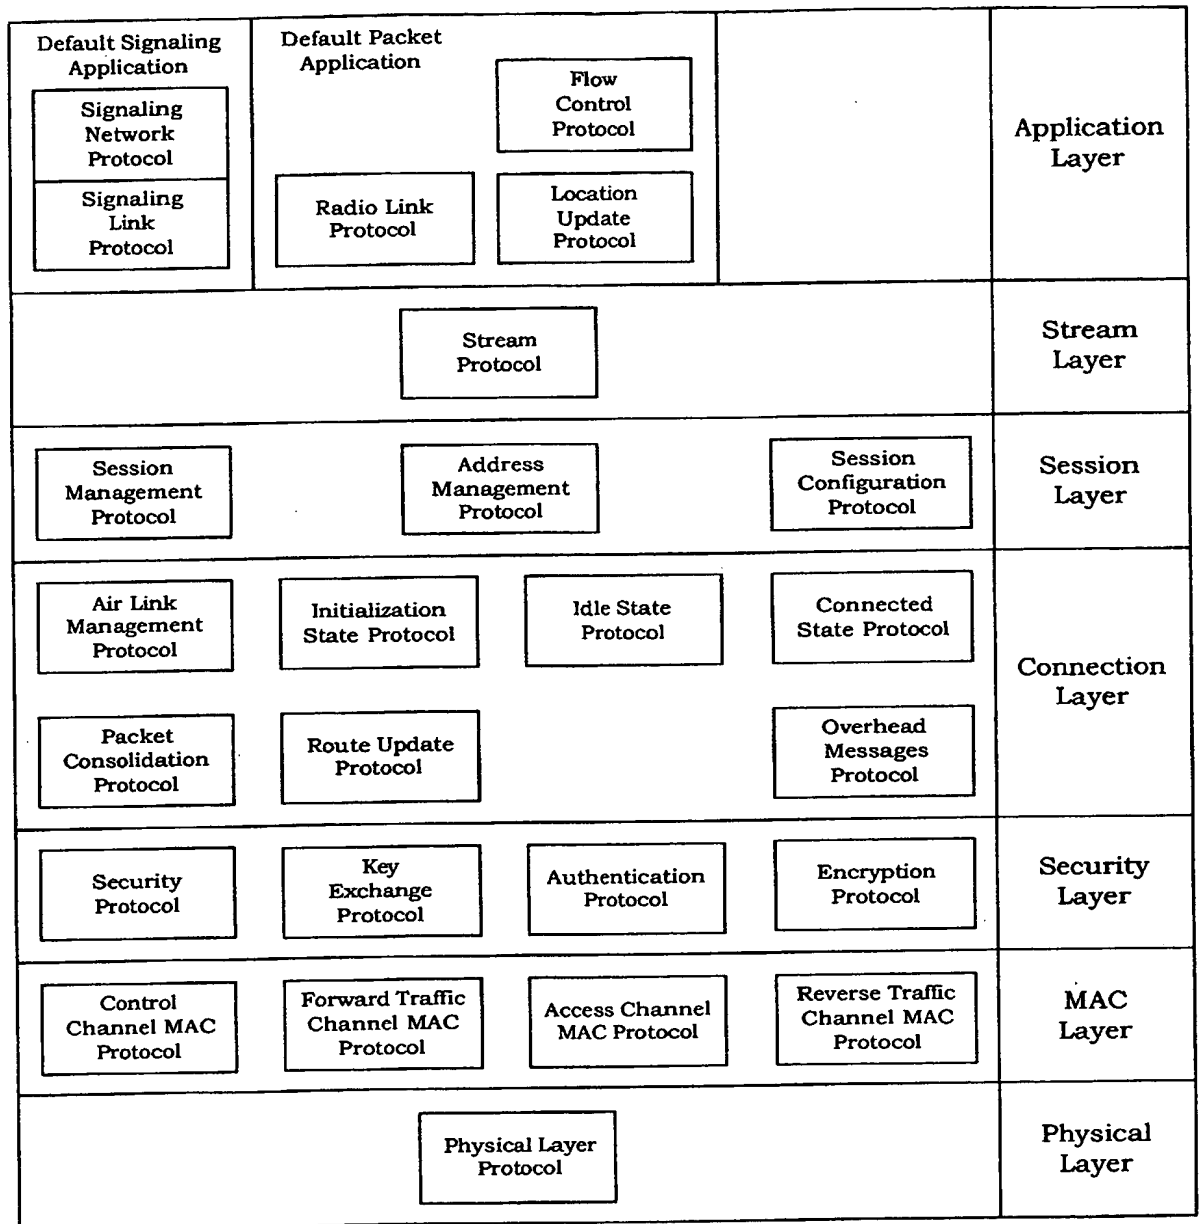 Default Signaling
Application
Signaling
Network
Protocol
Signaling
Link
Protocol
Default Packet
Application
Flow
Control
Protocol
Radio Link
Protocol
Location
Update
Protocol
Application
Layer
Stream
Protocol
Stream
Layer
Session
Management
Protocol
Address
Management
Protocol
Session
Configuration
Protocol
Session
Layer
Air Link
Management
Protocol
Initialization
State Protocol
Idle State
Protocol
Connected
State Protocol
Packet
Consolidation
Protocol
Route Update
Protocol
Overhead
Messages
Protocol
Connection
Layer
Security
Protocol
Key
Exchange
Protocol
Authentication
Protocol
Encryption
Protocol
Security
Layer
Control
Channel MAC
Protocol
Forward Traffic
Channel MAC
Protocol
Access Channel
MAC Protocol
Reverse Traffic
Channel MAC
Protocol
MAC
Layer
Physical Layer
Protocol
Physical
Layer